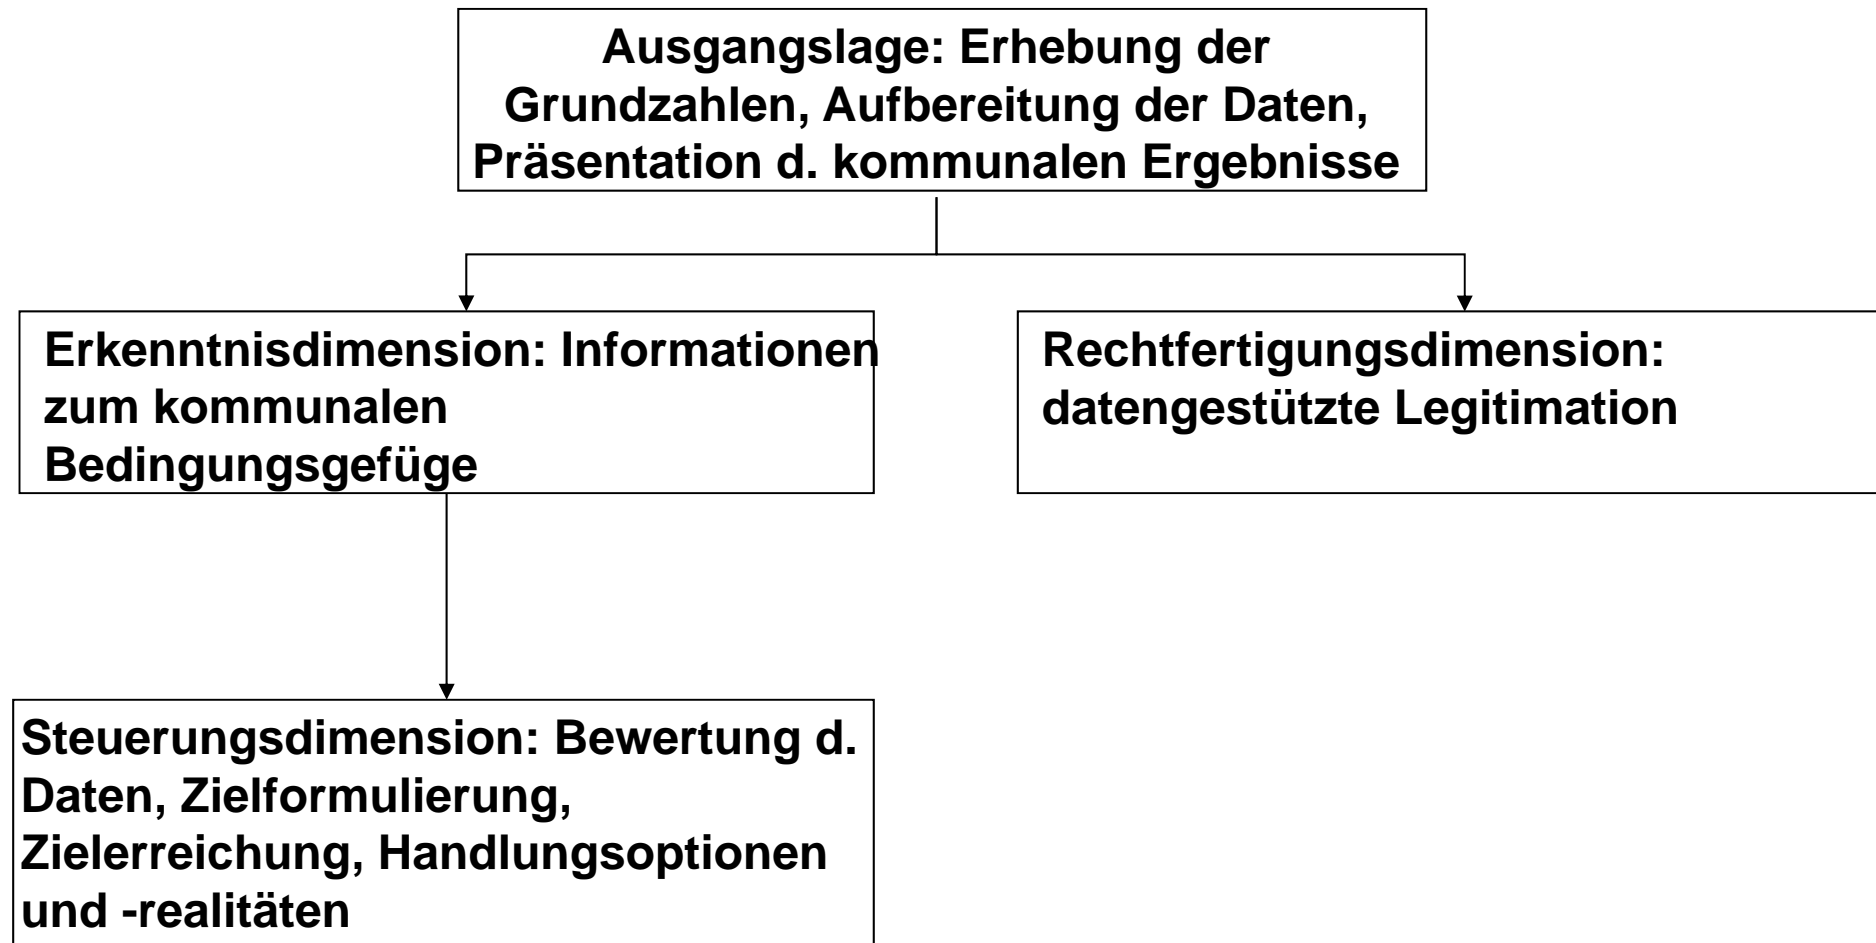 Ausgangslage: Erhebung der
Grundzahlen, Aufbereitung der Daten,
Präsentation d. kommunalen Ergebnisse
Erkenntnisdimension: Informationen
zum kommunalen
Bedingungsgefüge
Rechtfertigungsdimension:
datengestützte Legitimation
Steuerungsdimension: Bewertung d.
Daten, Zielformulierung,
Zielerreichung, Handlungsoptionen
und -realitäten